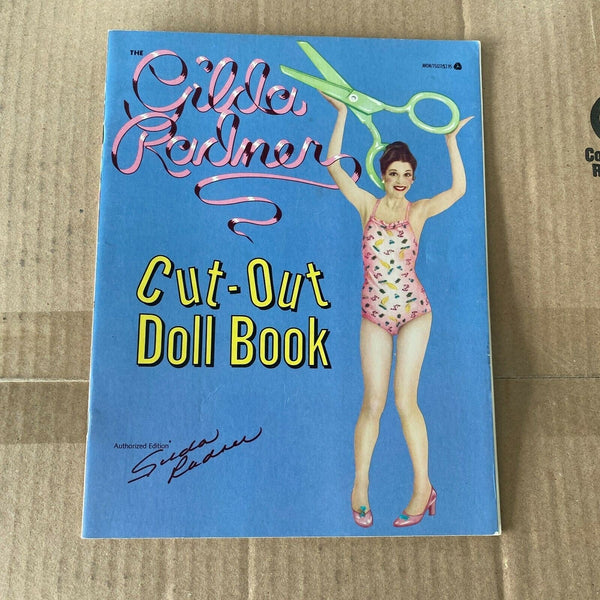 THE
Gilda
Radner
Cut-Out
Doll Book
Authorized Edition
Gilda
Radner